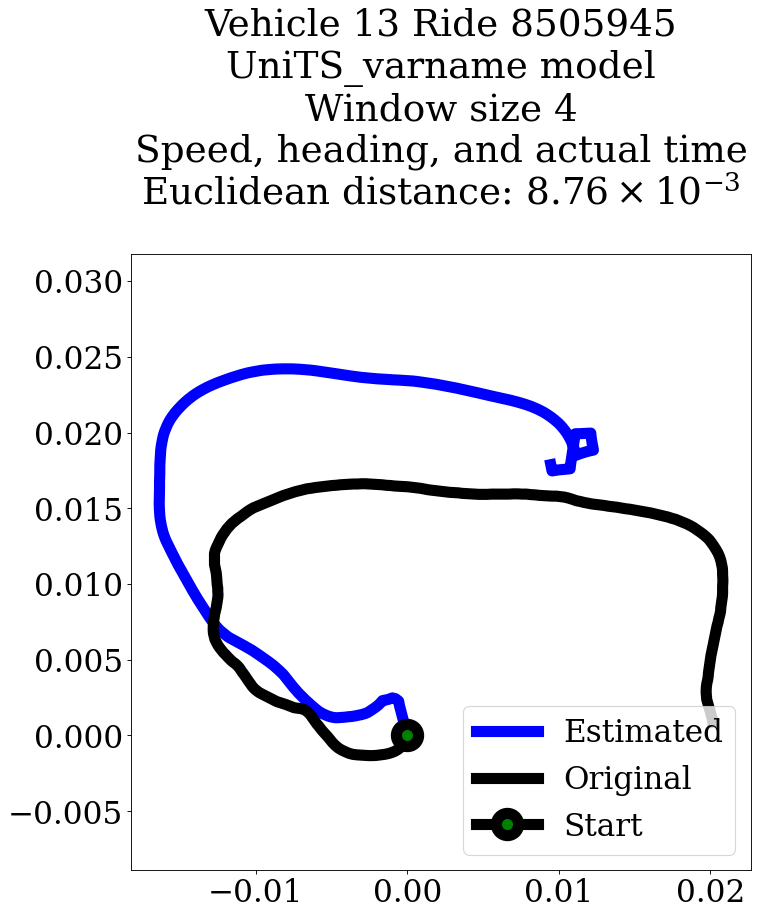 Vehicle 13 Ride 8505945
UniTS_varname model
Window size 4
Speed, heading, and actual time
Euclidean distance: 8.76 × 10⁻³
0.030
0.025
0.020
0.015
0.010
0.005
0.000
−0.005
Estimated
Original
Start
−0.01 0.00 0.01 0.02